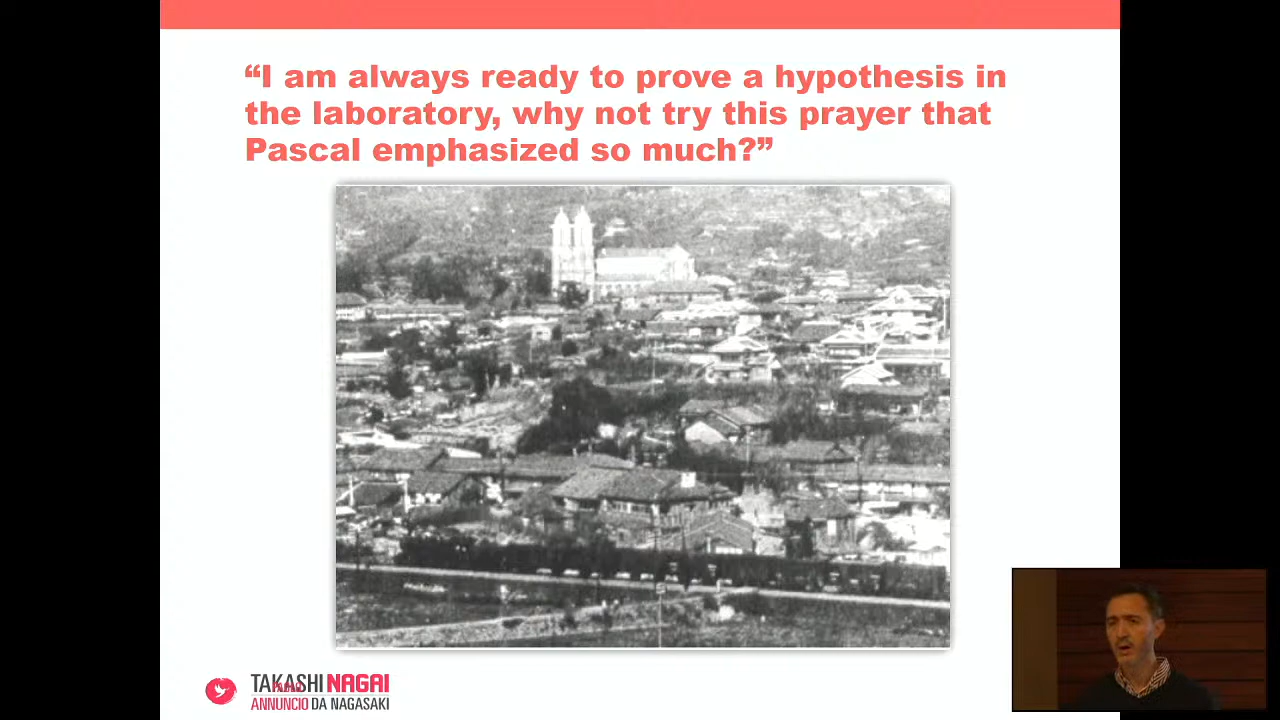 “I am always ready to prove a hypothesis in
the laboratory, why not try this prayer that
Pascal emphasized so much?”
TAKASHI NAGAI
PAOLO
ANNUNCIO DA NAGASAKI